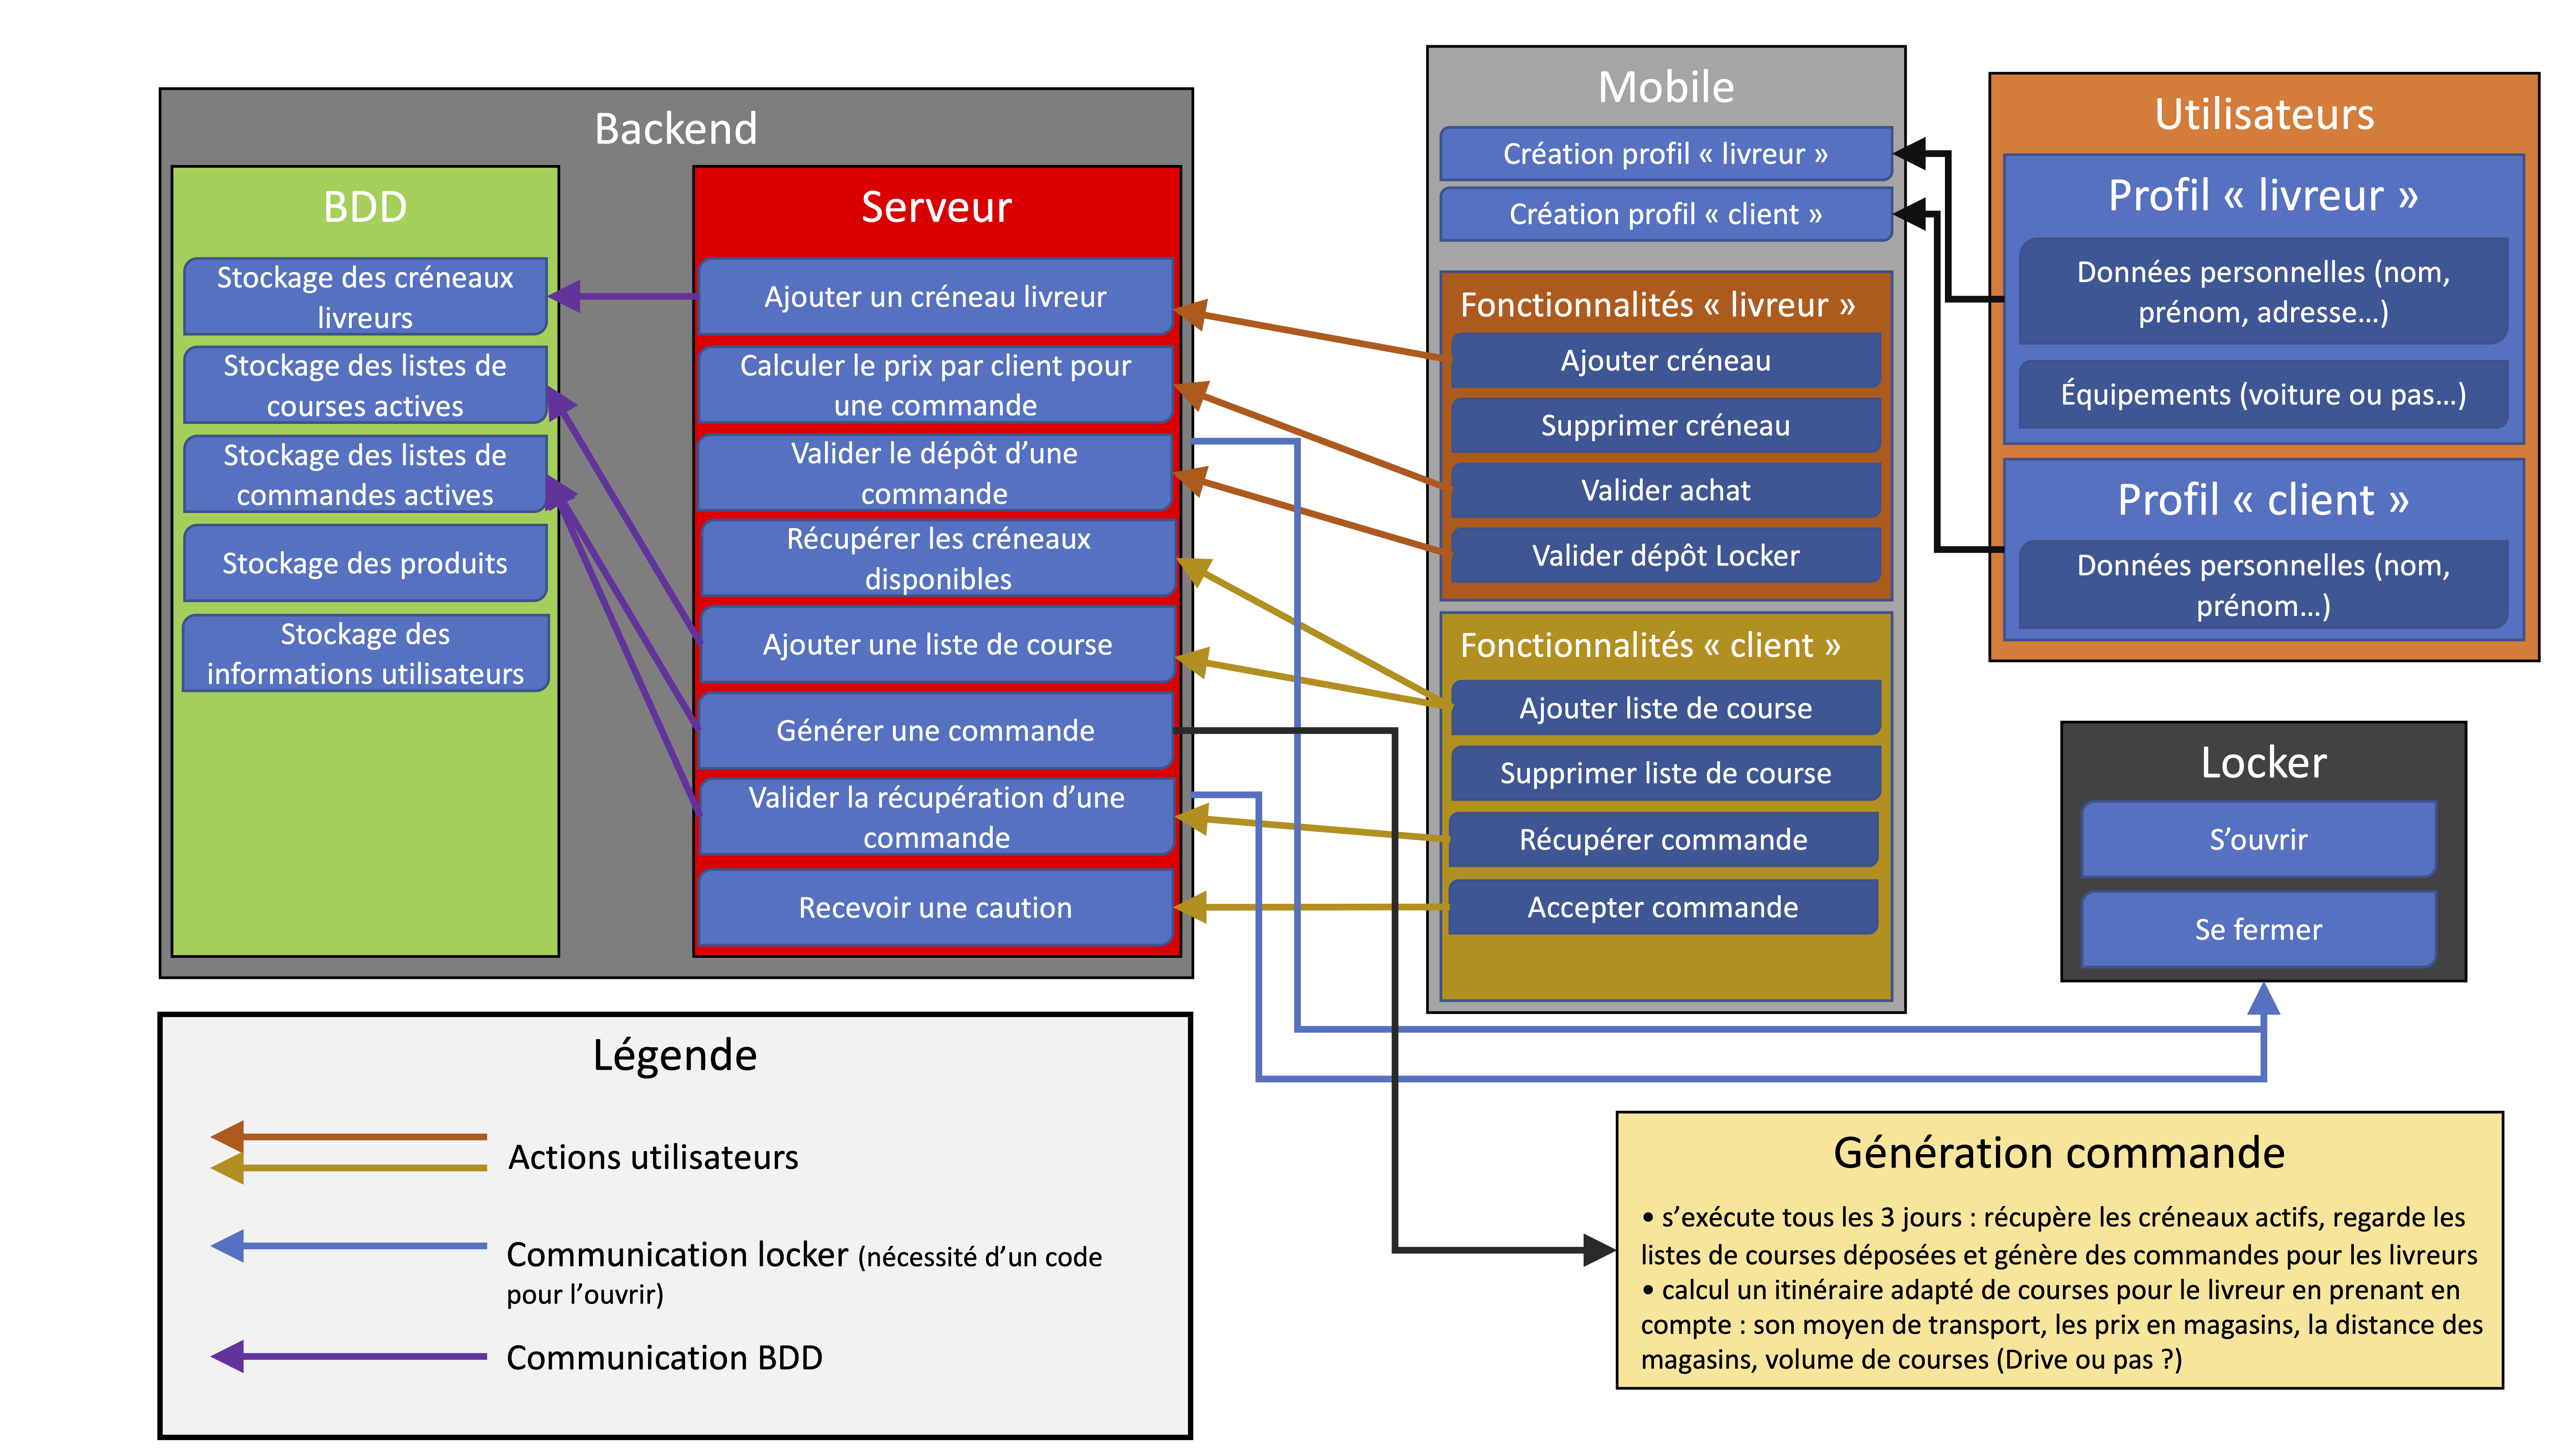 Backend
BDD
Stockage des créneaux
livreurs
Stockage des listes de
courses actives
Stockage des listes de
commandes actives
Stockage des produits
Stockage des
informations utilisateurs
Serveur
Ajouter un créneau livreur
Calculer le prix par client pour
une commande
Valider le dépôt d’une
commande
Récupérer les créneaux
disponibles
Ajouter une liste de course
Générer une commande
Valider la récupération d’une
commande
Recevoir une caution
Mobile
Création profil « livreur »
Création profil « client »
Fonctionnalités « livreur »
Ajouter créneau
Supprimer créneau
Valider achat
Valider dépôt Locker
Fonctionnalités « client »
Ajouter liste de course
Supprimer liste de course
Récupérer commande
Accepter commande
Utilisateurs
Profil « livreur »
Données personnelles (nom,
prénom, adresse…)
Équipements (voiture ou pas…)
Profil « client »
Données personnelles (nom,
prénom…)
Locker
S’ouvrir
Se fermer
Légende
Actions utilisateurs
Communication locker (nécessité d’un code
pour l’ouvrir)
Communication BDD
Génération commande
• s’exécute tous les 3 jours : récupère les créneaux actifs, regarde les
listes de courses déposées et génère des commandes pour les livreurs
• calcul un itinéraire adapté de courses pour le livreur en prenant en
compte : son moyen de transport, les prix en magasins, la distance des
magasins, volume de courses (Drive ou pas ?)